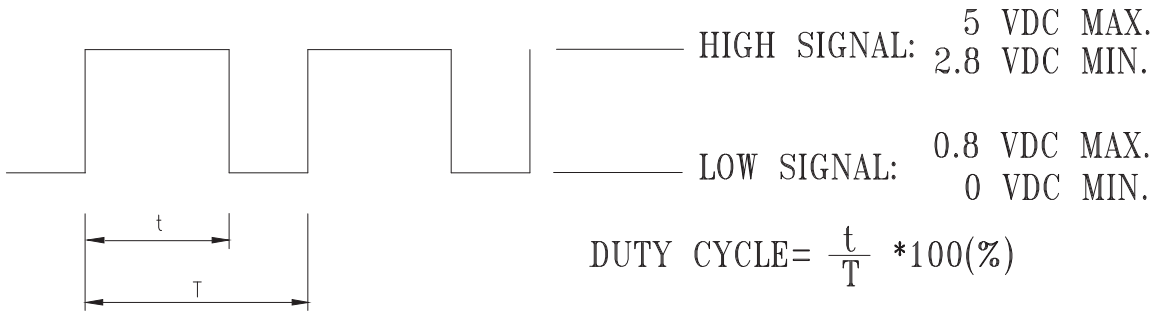 HIGH SIGNAL: 5 VDC MAX.
2.8 VDC MIN.
LOW SIGNAL: 0.8 VDC MAX.
0 VDC MIN.
t
T
DUTY CYCLE= t/T *100(%)